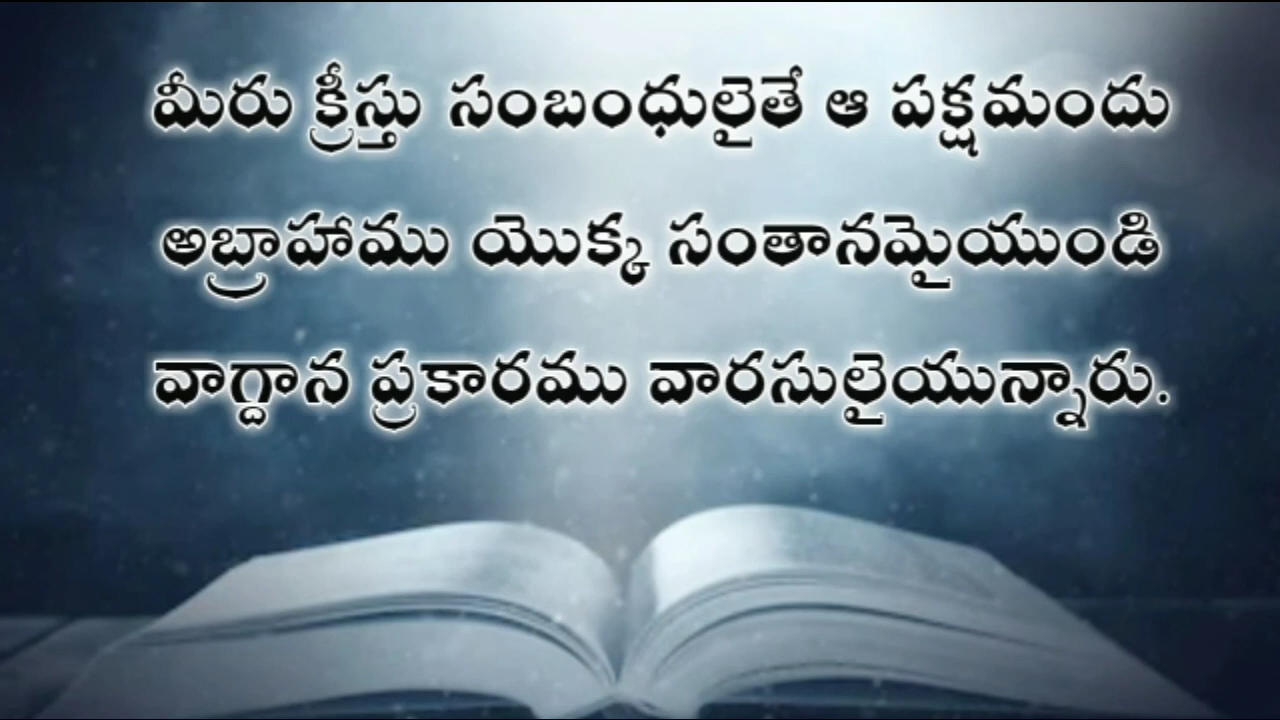 మీరు క్రీస్తు సంబంధులైతే ఆ పక్షమందు
అబ్రాహాము యొక్క సంతానమైయుండి
వాగ్దాన ప్రకారము వారసులైయున్నారు.